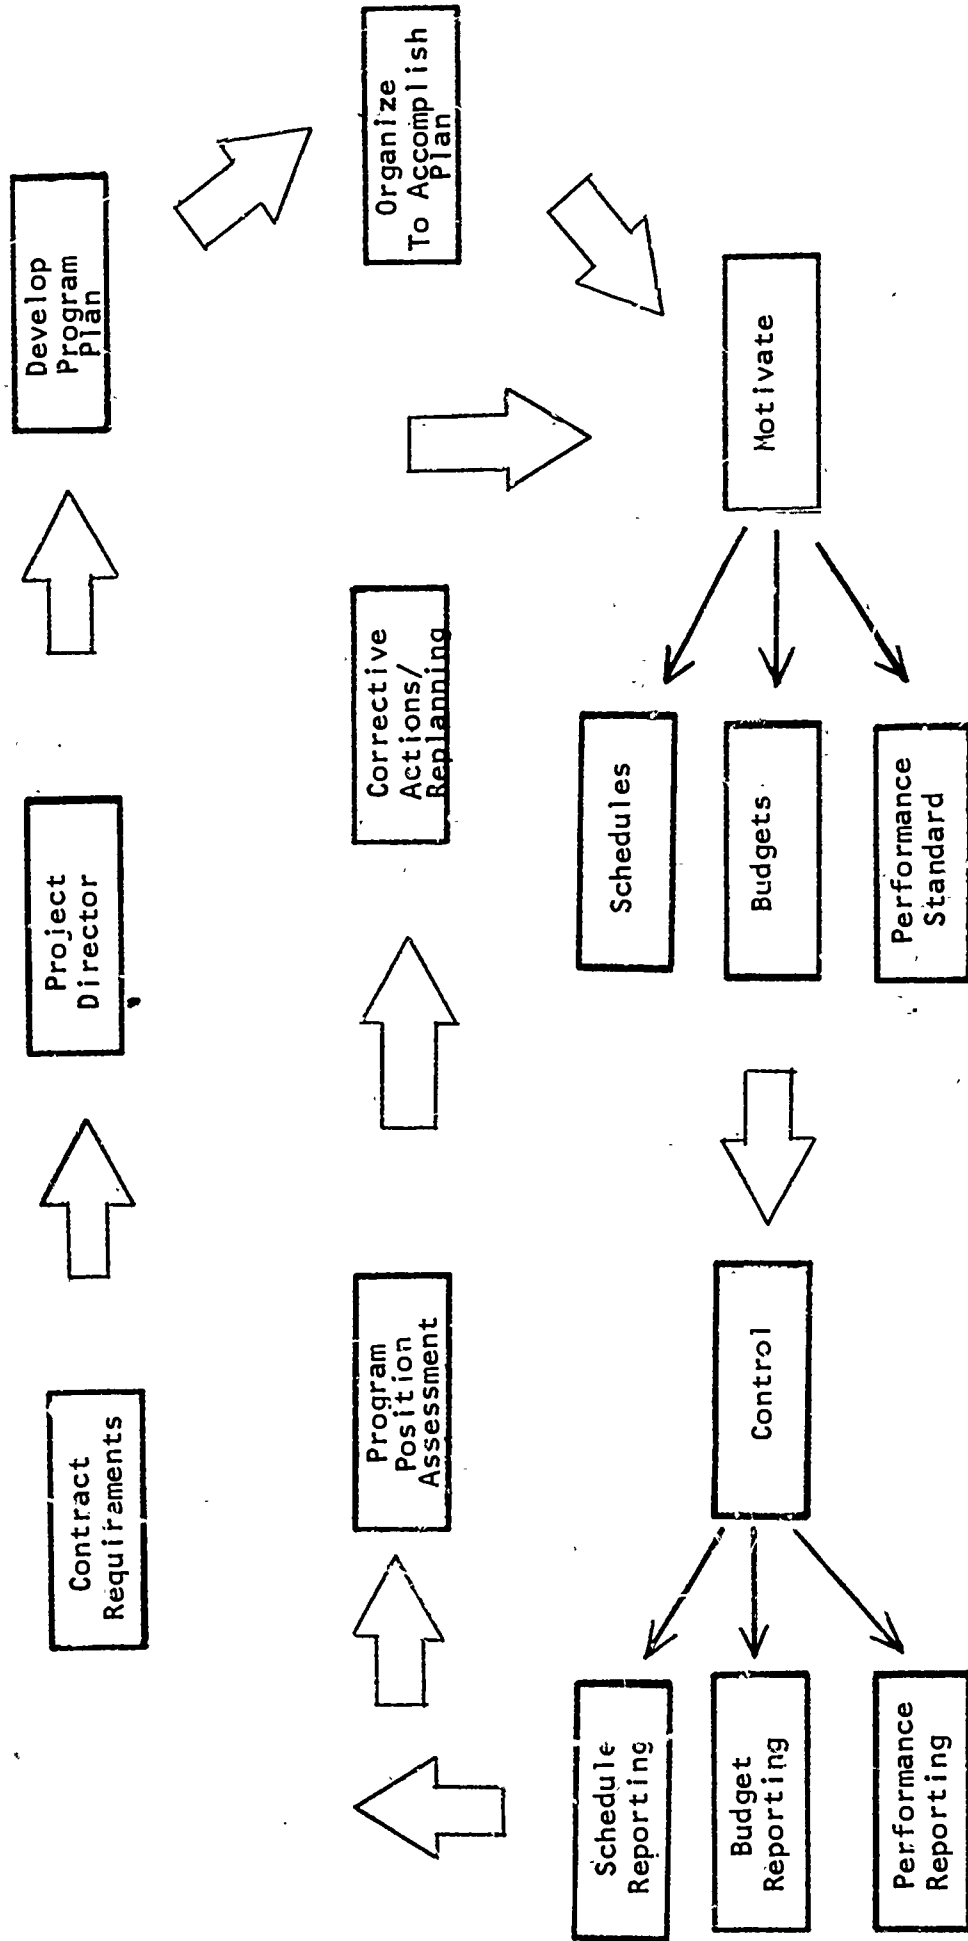 Contract
Requiraments
Project
Director
Develop
Program
Plan
Organize
To Accomplish
Plan
Program
Position
Assessment
Corrective
Actions/
Replanning
Motivate
Schedules
Budgets
Performance
Standard
Control
Schedule
Reporting
Budget
Reporting
Performance
Reporting